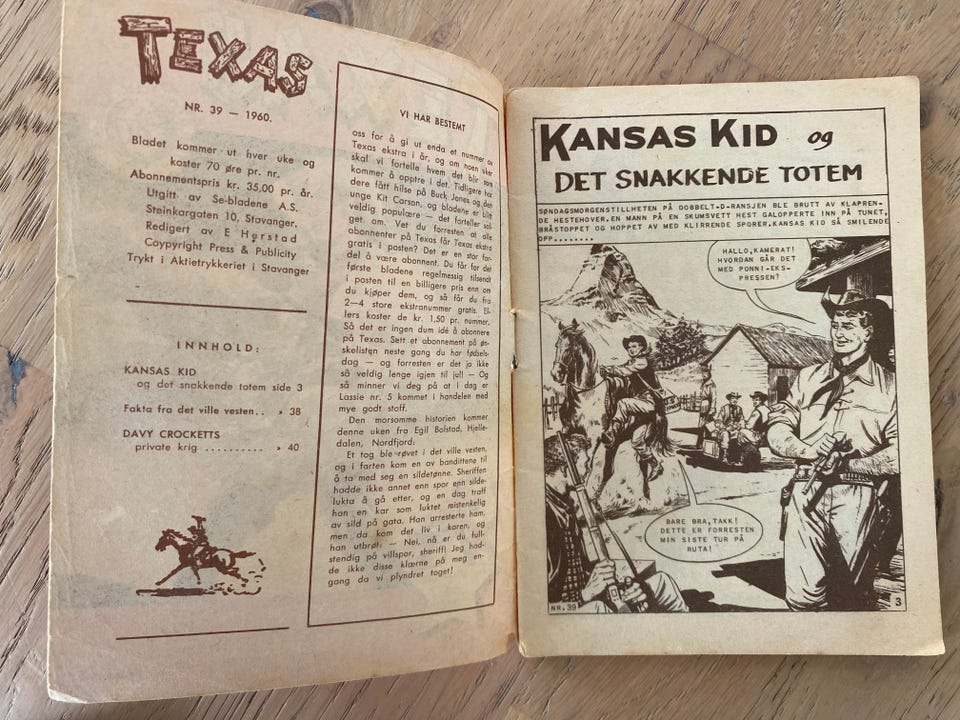 TEXAS
NR. 39 — 1960.
Bladet kommer ut hver uke og
koster 70 øre pr. nr.
Abonnementspris kr. 35,00 pr. år.
Utgitt av Se-bladene A.S.
Steinkargaten 10, Stavanger.
Redigert av E Hørstad
Coypyright Press & Publicity
Trykt i Aktietrykkeriet i Stavanger
INNHOLD:
KANSAS KID
og det snakkende totem side 3
Fakta fra det ville vesten.. » 38
DAVY CROCKETTS
private krig .......... » 40
VI HAR BESTEMT
oss for å gi ut enda et nummer av
Texas ekstra i år, og om noen uker
skal vi fortelle hvem det blir som
kommer å opptre i det. Tidligere har
dere fått hilse på Buck Jones og den
unge Kit Carson, og bladene er blitt
veldig populære — det forteller sal-
get om. Vet du forresten at alle
abonnenter på Texas får Texas ekstra
gratis i posten? Det er en stor for-
del å være abonnent. Du får for det
første bladene regelmessig tilsendt
i posten til en billigere pris enn om
du kjøper dem, og så får du fra
2—4 store ekstranummer gratis. El-
lers koster de kr. 1,50 pr. nummer.
Så det er ingen dum idé å abonnere
på Texas. Sett et abonnement på øn-
skelisten neste gang du har fødsels-
dag — og forresten er det jo ikke
så veldig lenge igjen til jul! — Og
så minner vi deg på at i dag er
Lassie nr. 5 kommet i handelen med
mye godt stoff.
Den morsomme historien kommer
denne uken fra Egil Bolstad, Hjelle-
dalen, Nordfjord:
Et tog ble røvet i det ville vesten,
og i farten kom en av bandittene til
å ta med seg en sildetønne. Sheriffen
hadde ikke annet enn spor enn silde-
lukta å gå etter, og en dag traff
han en kar som luktet mistenkelig
av sild på gata. Han arresterte ham,
men da kom det liv i karen, og
han utbrøt: — Nei, nå er du full-
stendig på villspor, sheriff! Jeg had-
de ikke disse klærne på meg en-
gang da vi plyndret toget!
KANSAS KID og
DET SNAKKENDE TOTEM
SØNDAGSMORGENSTILLHETEN PÅ DOBBELT-D-RANSJEN BLE BRUTT AV KLAPREN-
DE HESTEHOVER.EN MANN PÅ EN SKUMSVETT HEST GALOPPERTE INN PÅ TUNET,
BRÅSTOPPET OG HOPPET AV MED KLIRRENDE SPORER.KANSAS KID SÅ SMILENDE
OPP........
HALLO,KAMERAT!
HVORDAN GÅR DET
MED PONNI-EKS-
PRESSEN?
BARE BRA,TAKK!
DETTE ER FORRESTEN
MIN SISTE TUR PÅ
RUTA!
NR.39
3